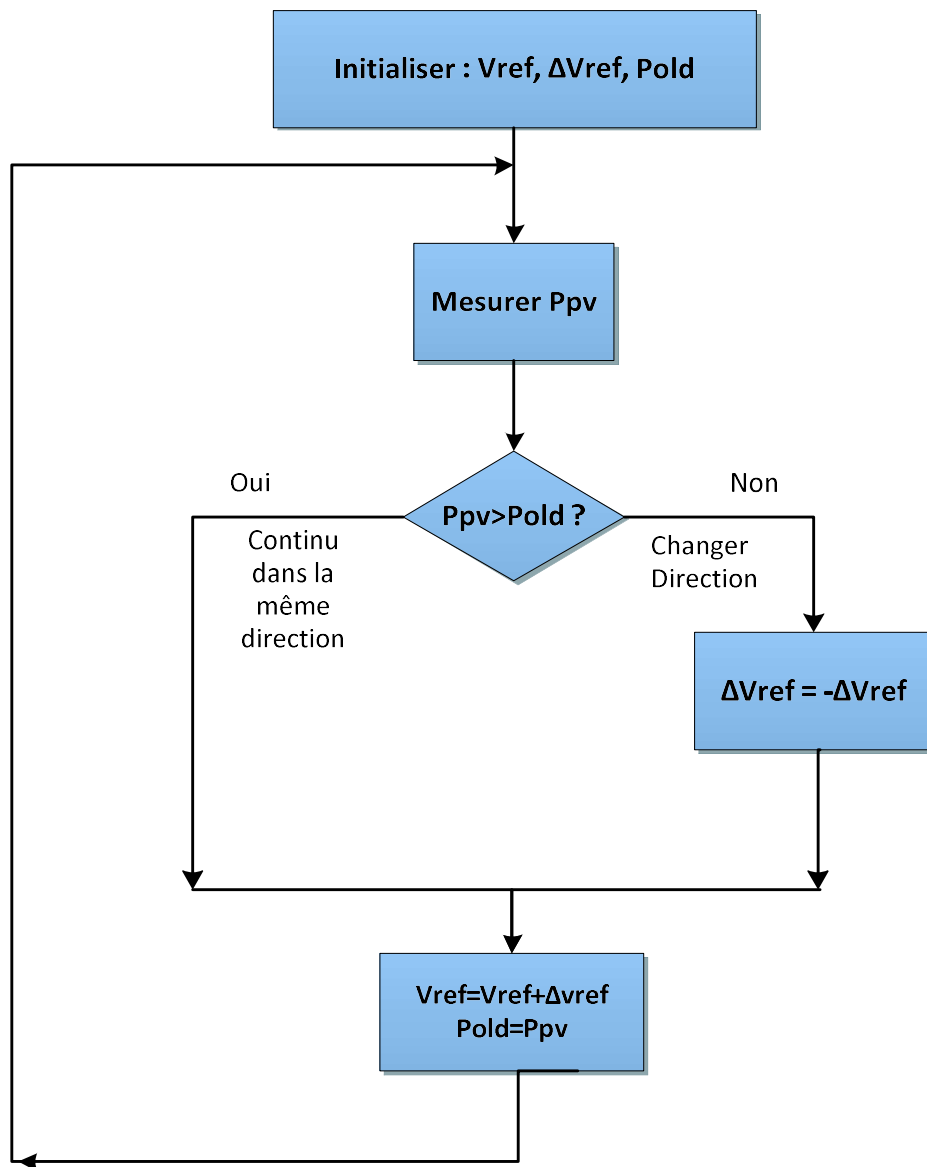 Initialiser : Vref, ΔVref, Pold
Mesurer Ppv
Ppv>Pold ?
Oui
Continu
dans la
même
direction
Non
Changer
Direction
ΔVref = -ΔVref
Vref=Vref+Δvref
Pold=Ppv